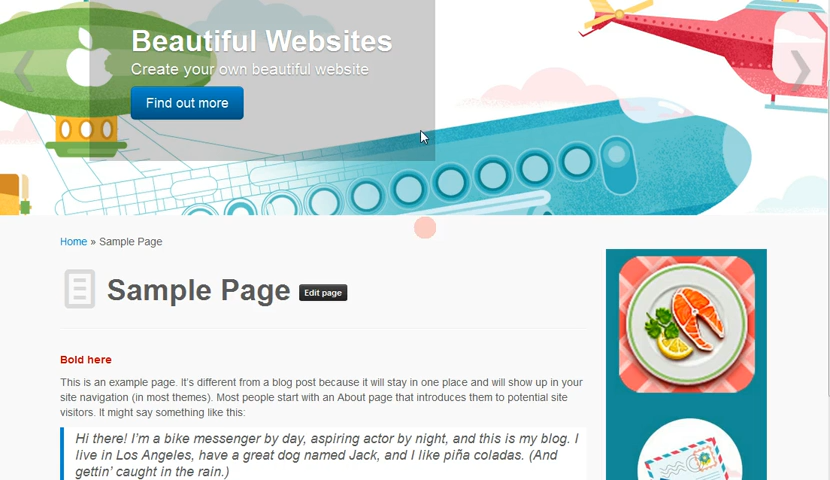 Beautiful Websites
Create your own beautiful website
Find out more
Home » Sample Page
Sample Page
Edit page
Bold here
This is an example page. It's different from a blog post because it will stay in one place and will show up in your
site navigation (in most themes). Most people start with an About page that introduces them to potential site
visitors. It might say something like this:
Hi there! I'm a bike messenger by day, aspiring actor by night, and this is my blog. I
live in Los Angeles, have a great dog named Jack, and I like piña coladas. (And
gettin' caught in the rain.)